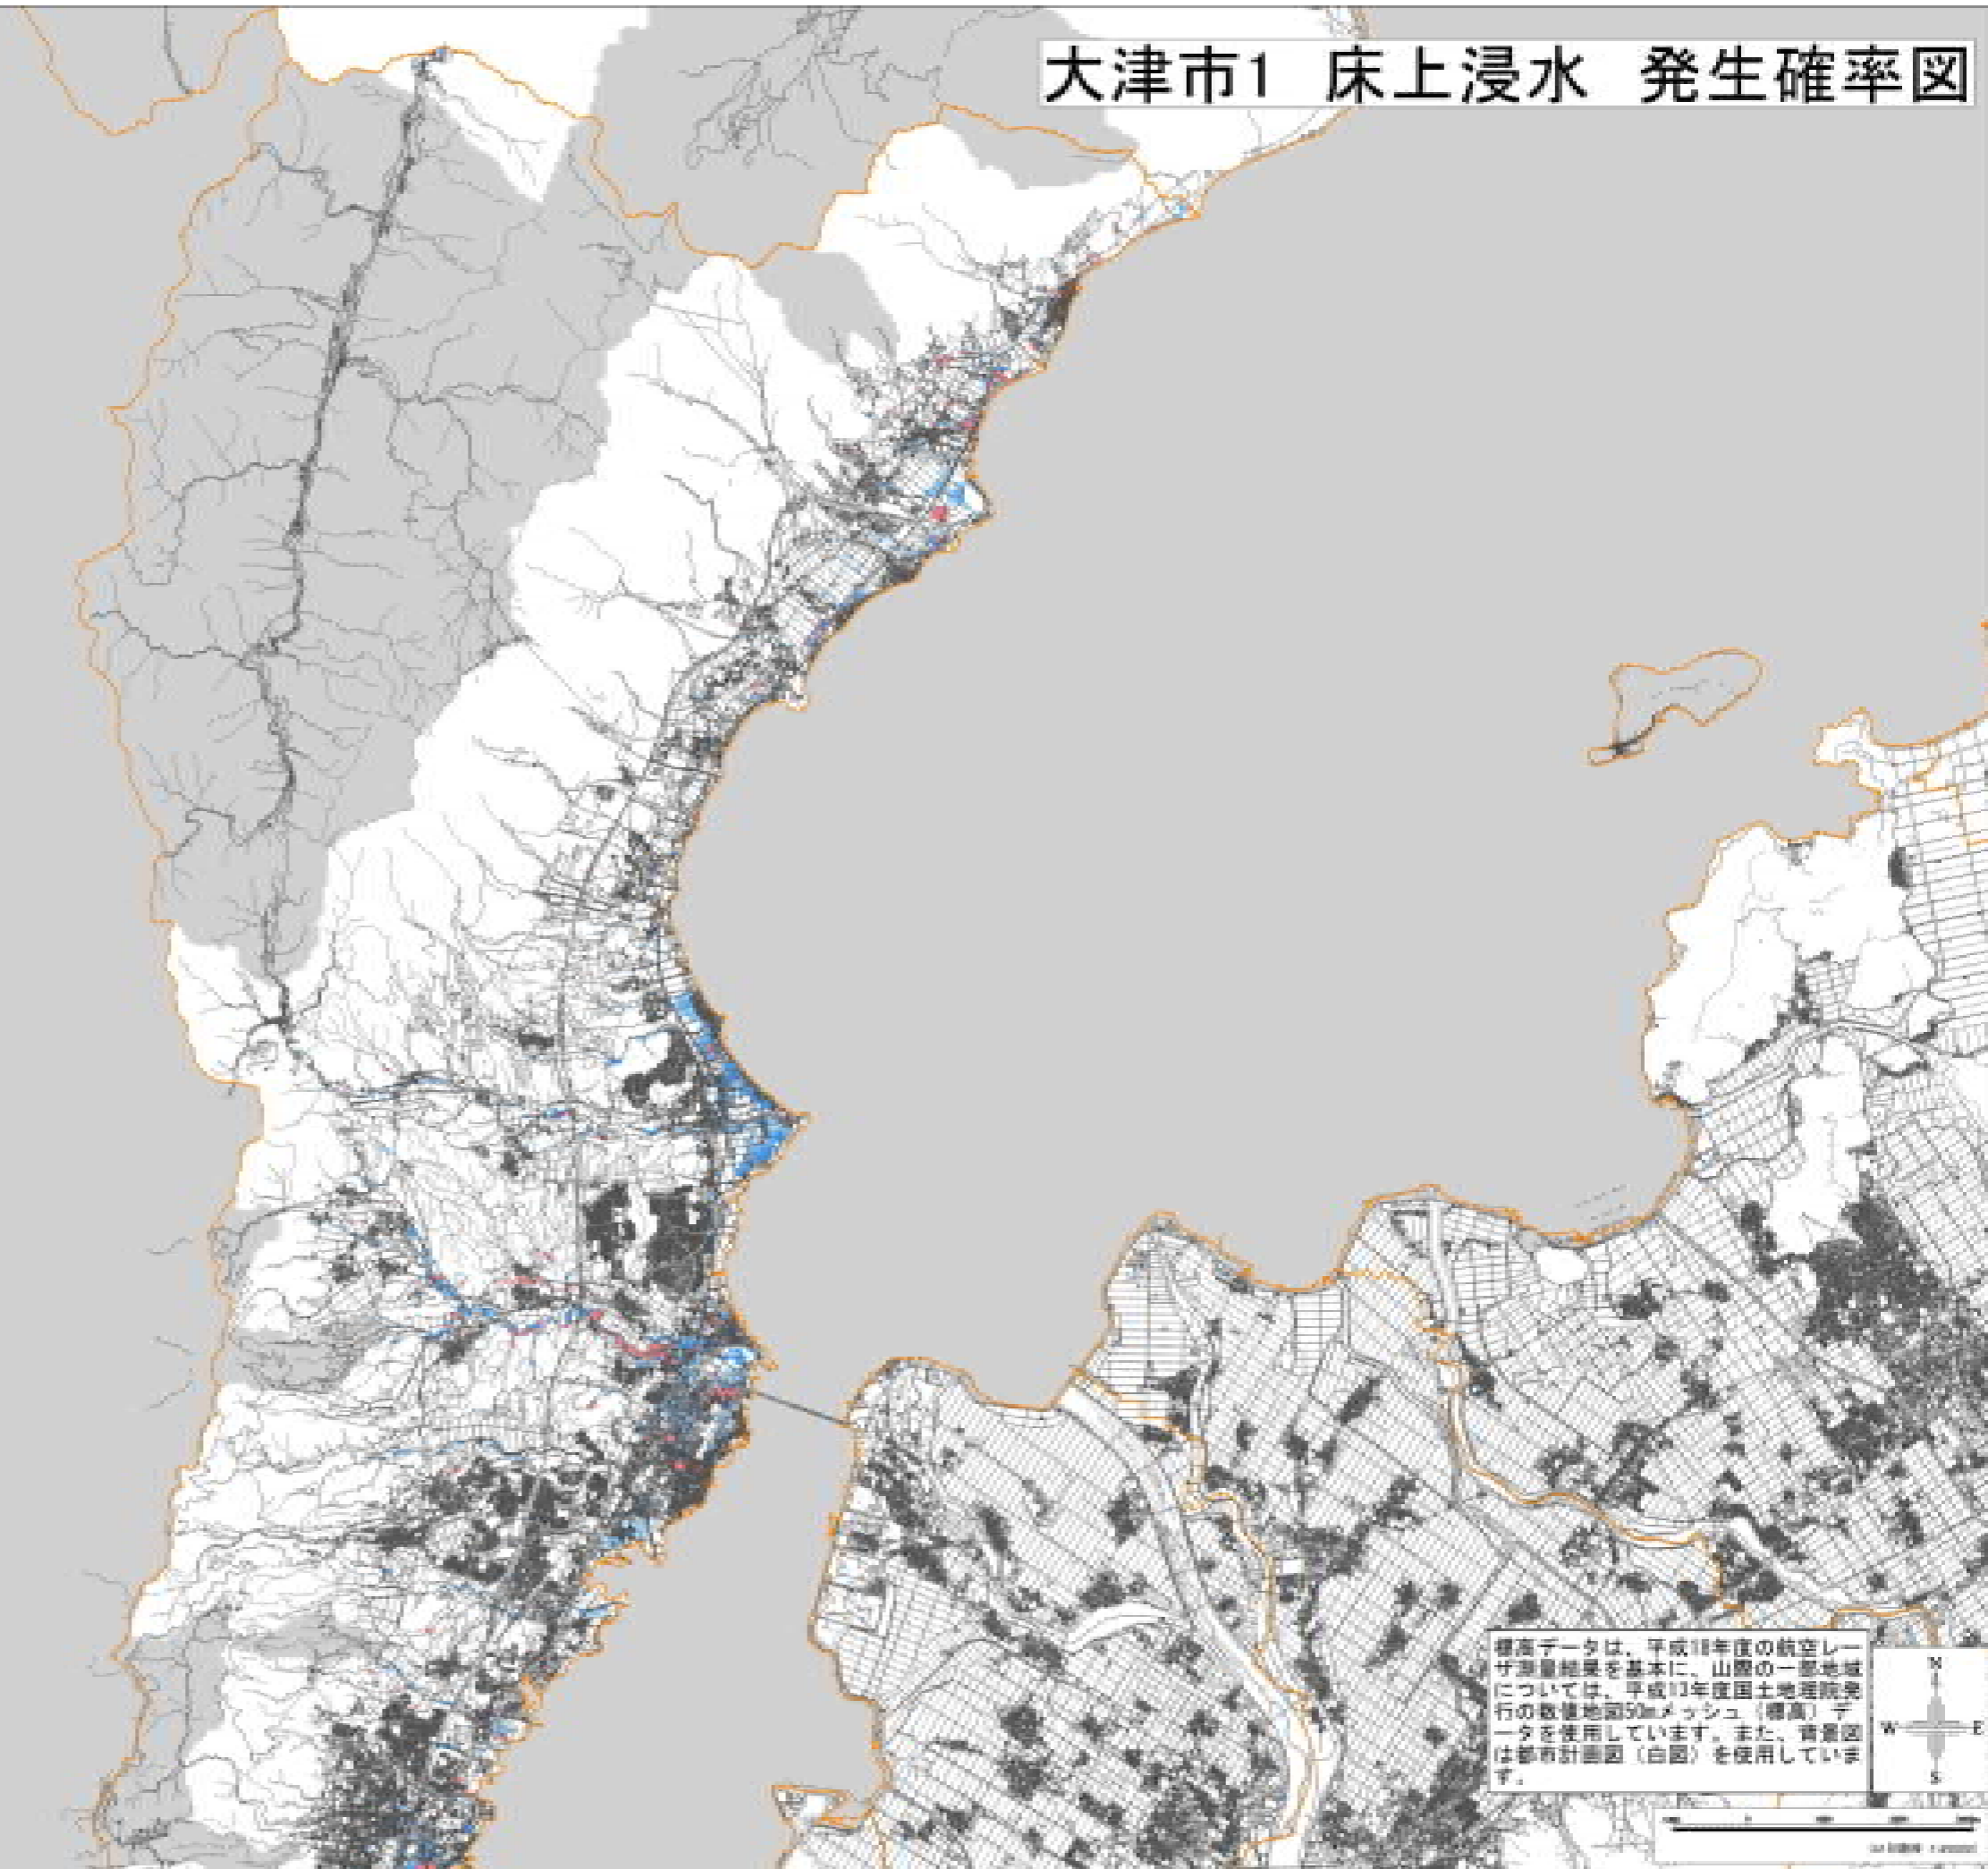 大津市1　床上浸水　発生確率図
標高データは、平成18年度の航空レー
ザ測量結果を基本に、山間の一部地域
については、平成13年度国土地理院発
行の数値地図50mメッシュ（標高）デ
ータを使用しています。また、背景図
は都市計画図（白図）を使用していま
す。
N
W E
S